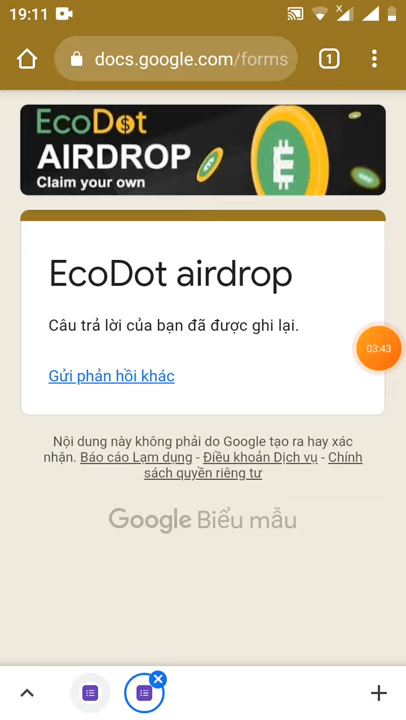 19:11
docs.google.com/forms
1
EcoDot
AIRDROP
Claim your own
EcoDot airdrop
Câu trả lời của bạn đã được ghi lại.
03:43
Gửi phản hồi khác
Nội dung này không phải do Google tạo ra hay xác
nhận. Báo cáo Lạm dụng - Điều khoản Dịch vụ - Chính
sách quyền riêng tư
Google Biểu mẫu